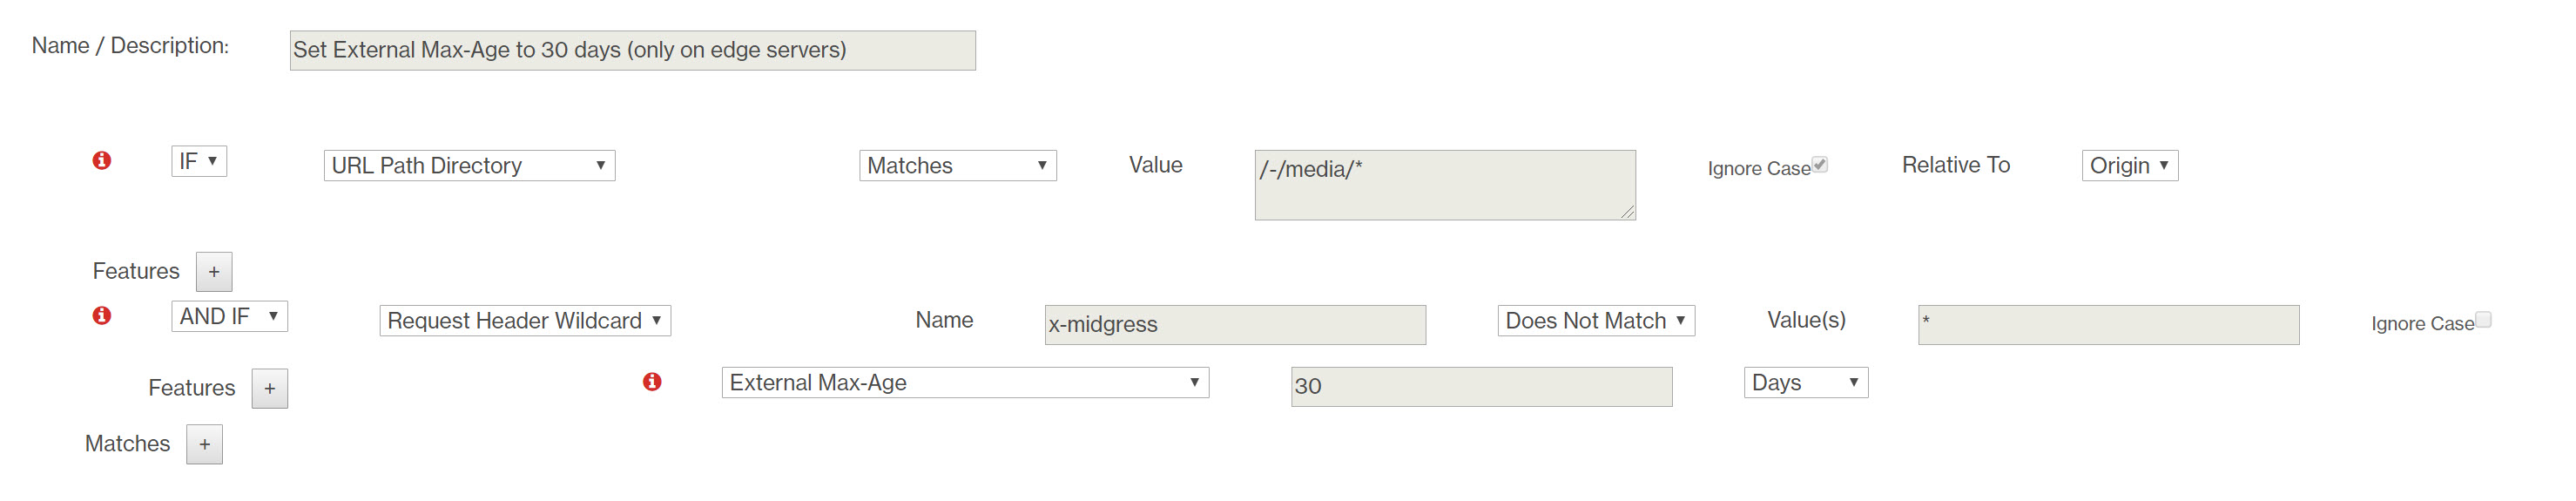 Name / Description: Set External Max-Age to 30 days (only on edge servers)
IF URL Path Directory Matches Value /-/media/* Ignore Case Relative To Origin
Features +
AND IF Request Header Wildcard Name x-midgress Does Not Match Value(s) * Ignore Case
Features + External Max-Age 30 Days
Matches +